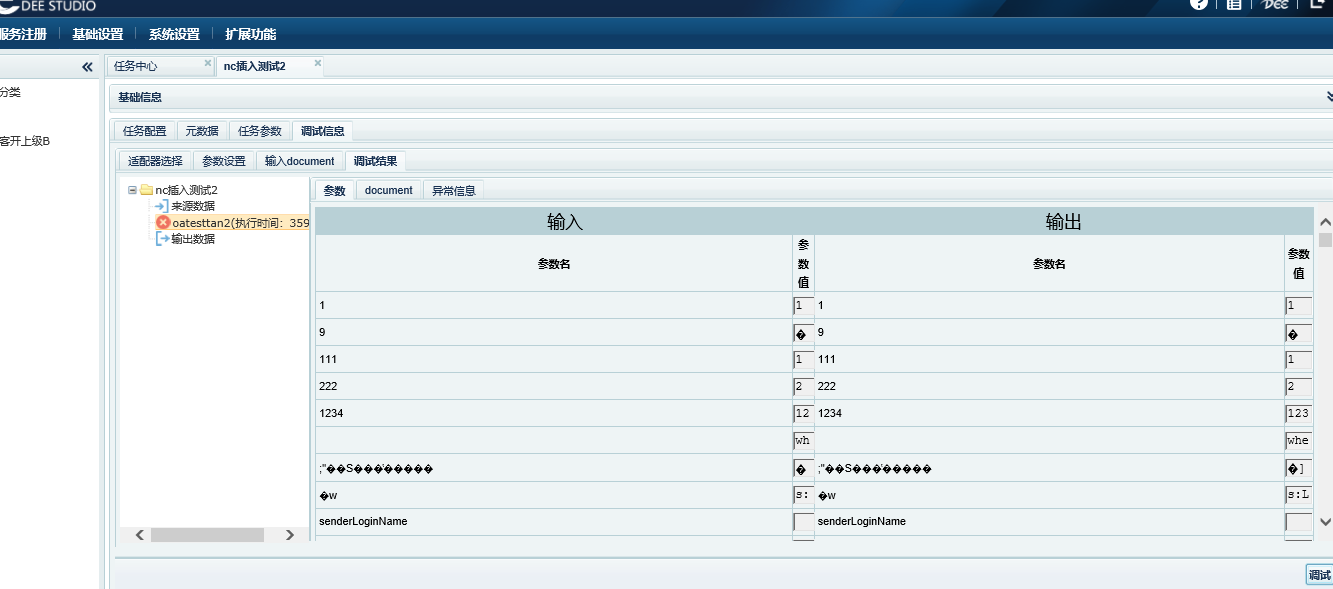 DEE STUDIO
DEE
服务注册 基础设置 系统设置 扩展功能
任务中心 nc插入测试2
分类
基础信息
任务配置 元数据 任务参数 调试信息
客开上级B
适配器选择 参数设置 输入document 调试结果
nc插入测试2
参数 document 异常信息
来源数据
oatesttan2(执行时间：359
输出数据
输入 输出
参数名 参数值 参数名 参数值
1 1 1 1
9 � 9 �
111 1 111 1
222 2 222 2
1234 12 1234 123
wh whe
;"��S���'����� � ;"��S���'����� �]
�w s: �w s:L
senderLoginName senderLoginName
调试